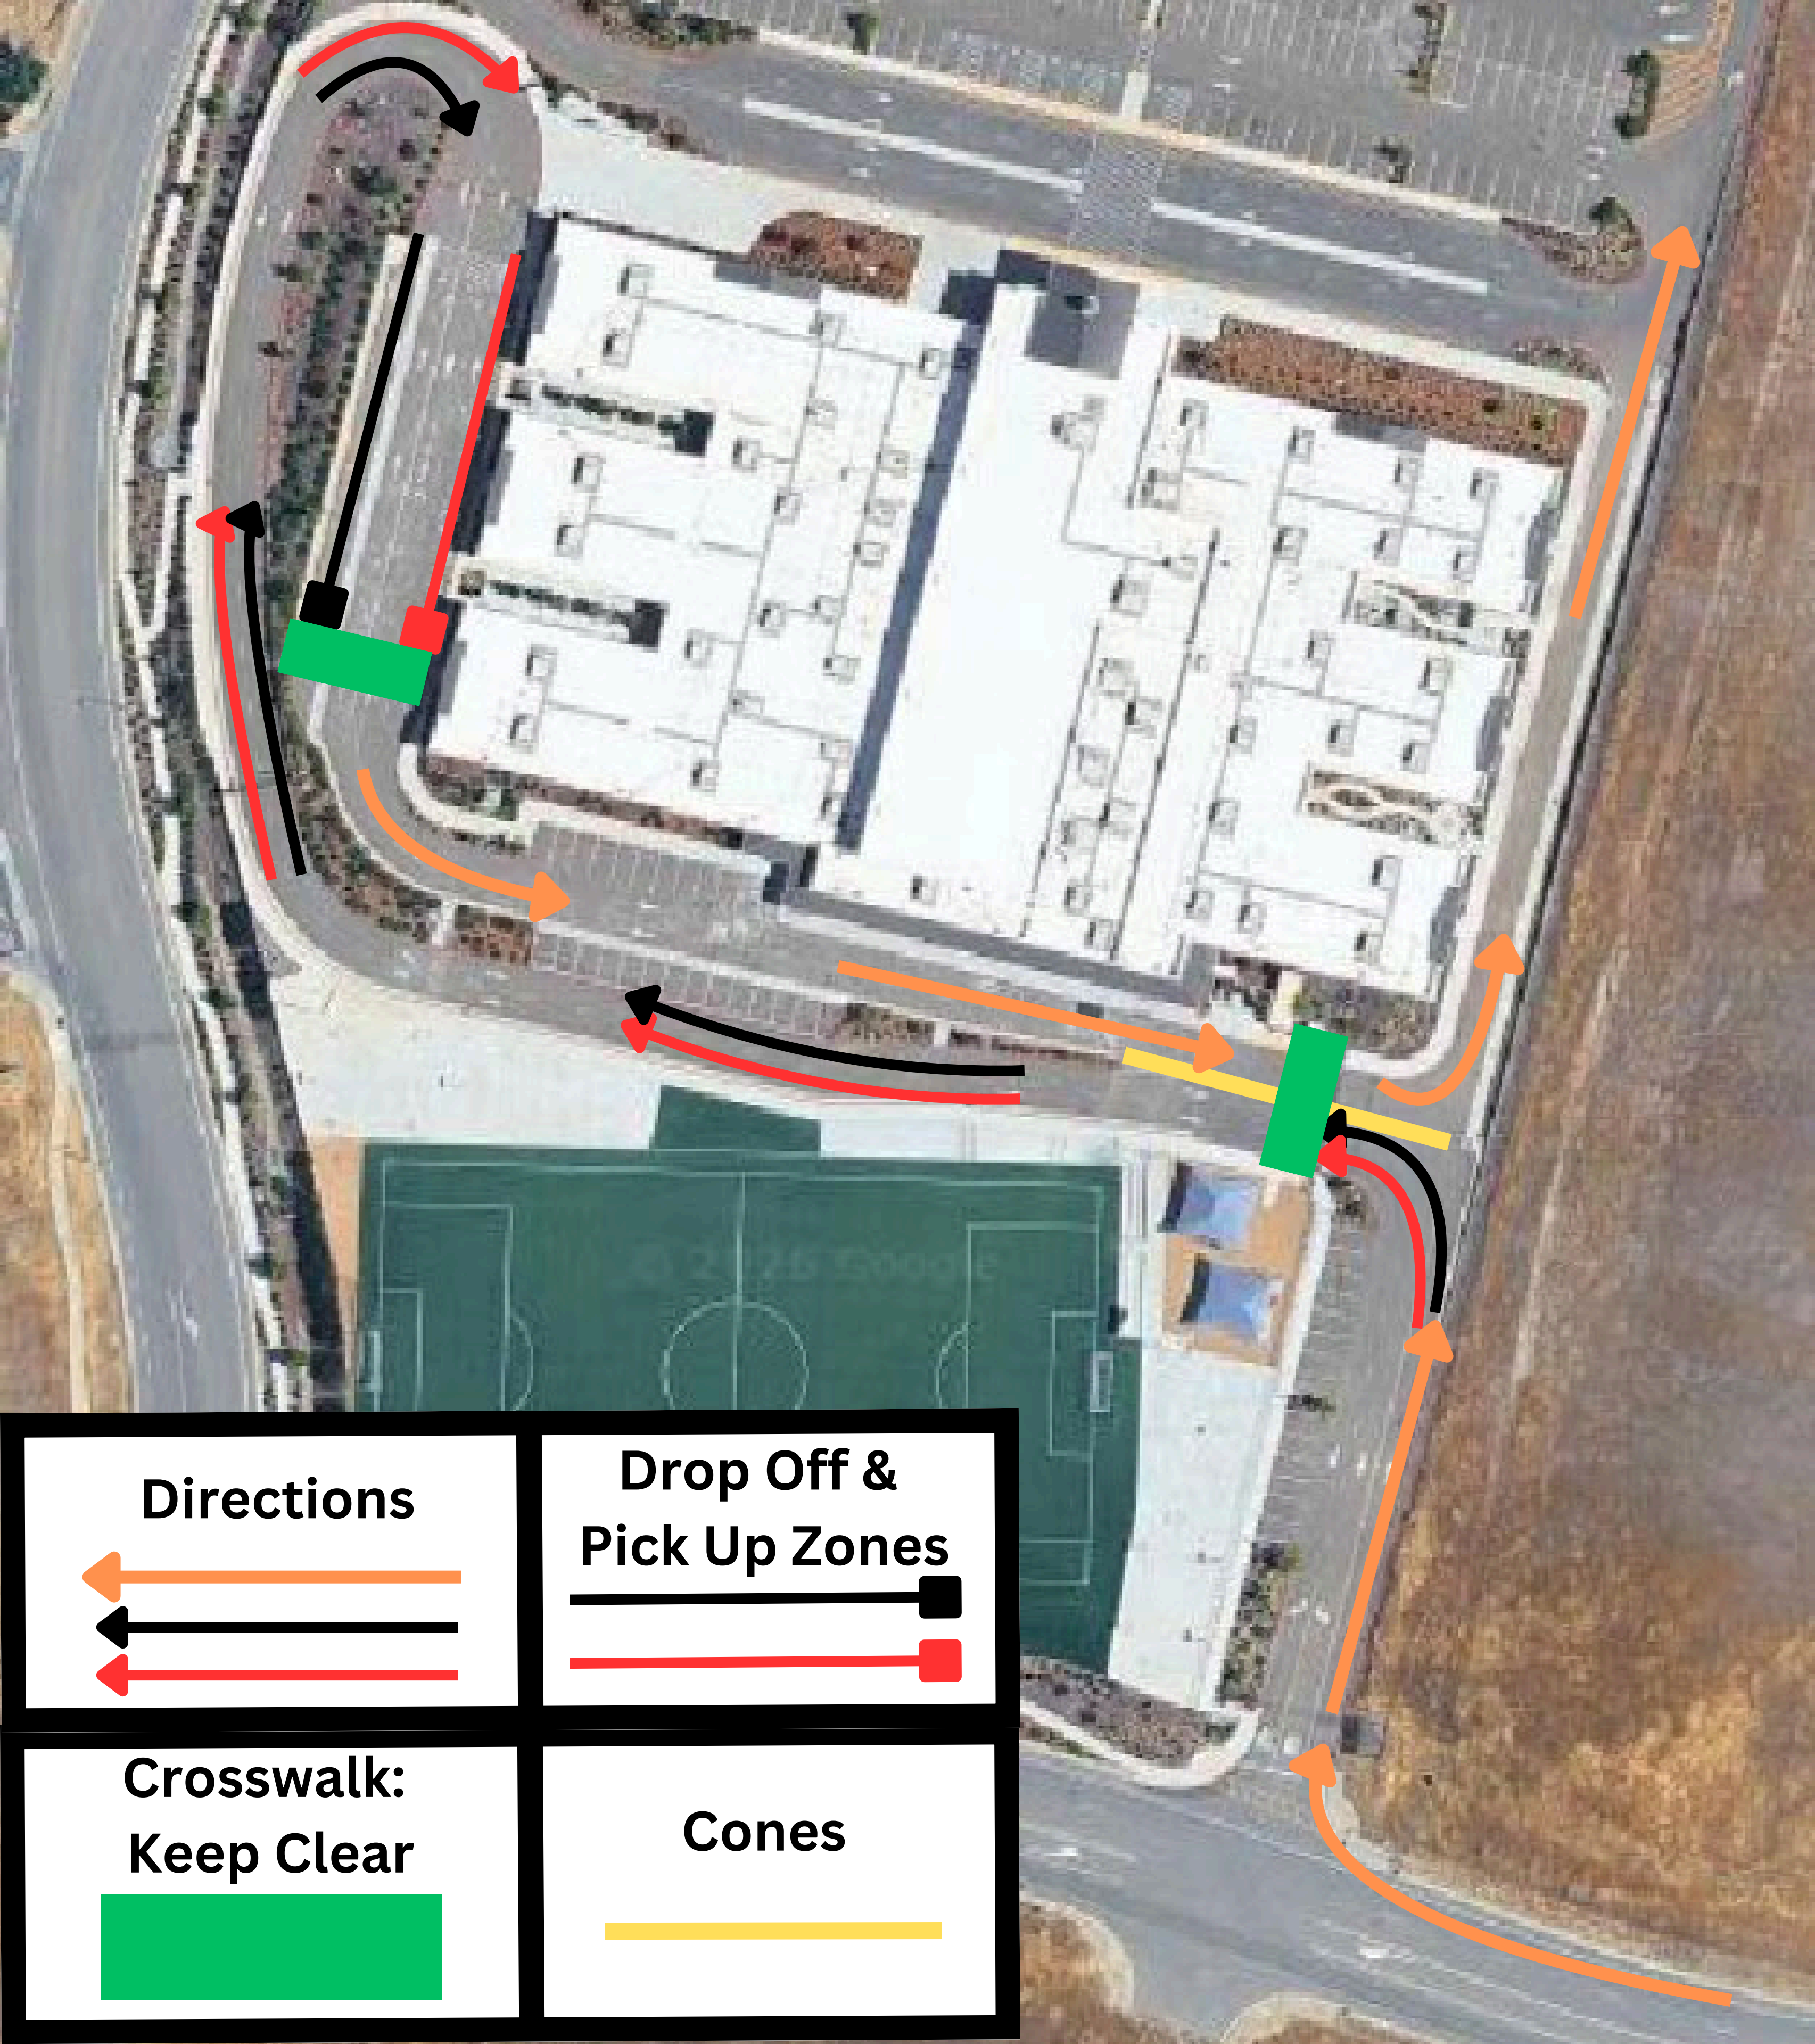 Directions
Drop Off &
Pick Up Zones
Crosswalk:
Keep Clear
Cones